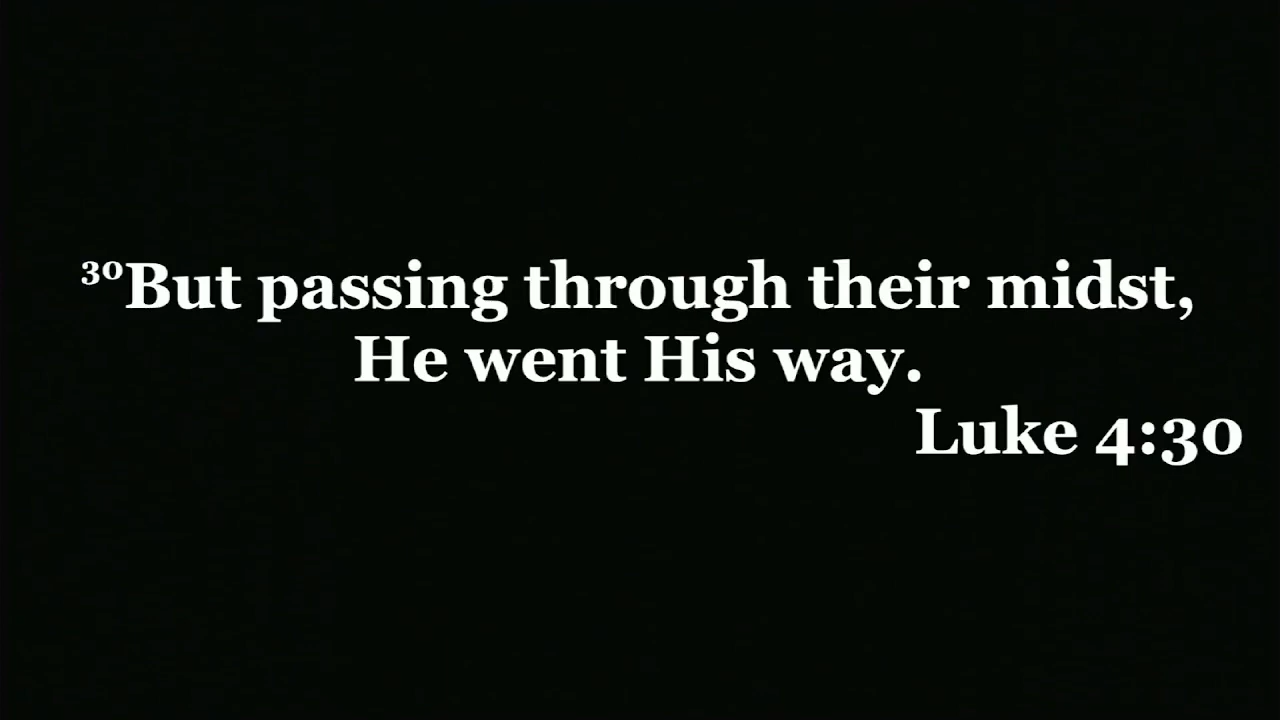 ³⁰But passing through their midst,
He went His way.
Luke 4:30